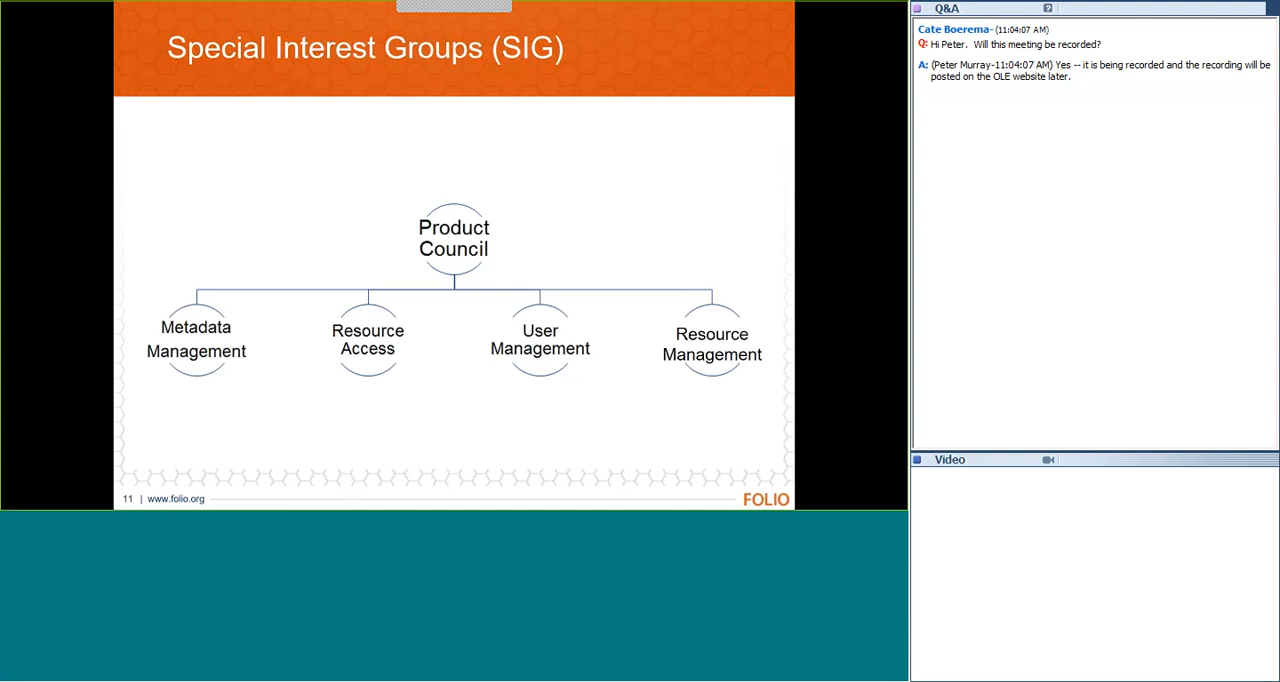 Special Interest Groups (SIG)
Product
Council
Metadata
Management
Resource
Access
User
Management
Resource
Management
11 | www.folio.org
FOLIO
Q&A
Cate Boerema- (11:04:07 AM)
Q: Hi Peter. Will this meeting be recorded?
A: (Peter Murray-11:04:07 AM) Yes -- it is being recorded and the recording will be
posted on the OLE website later.
Video